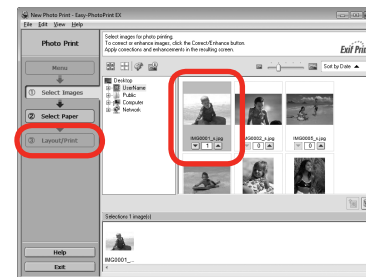 New Photo Print - Easy-PhotoPrint EX
File Edit View Help
Photo Print
Select images for photo printing.
To correct or enhance images, click the Correct/Enhance button.
Apply corrections and enhancements in the resulting screen.
Exif Prin
Menu
① Select Images
② Select Paper
③ Layout/Print
Sort by Date
Desktop
UserName
Public
Computer
Network
IMG0001_s.jpg
IMG0002_s.jpg
IMG0005_s.jpg
1
0
0
Selections 1 image(s)
IMG0001_...
Help
Exit